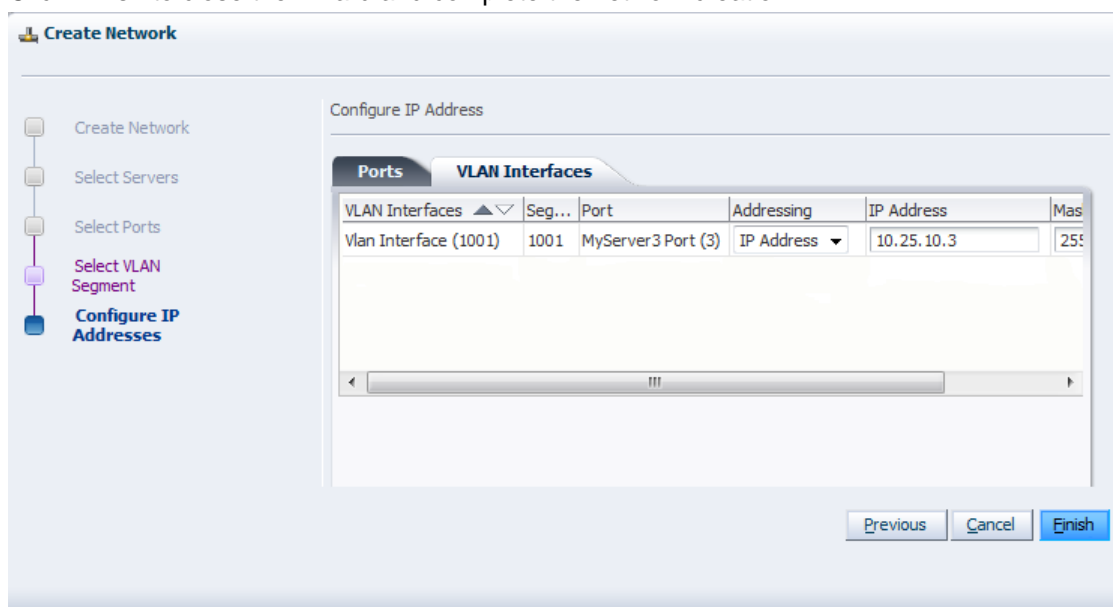 Create Network
Configure IP Address
Create Network
Select Servers
Select Ports
Select VLAN
Segment
Configure IP
Addresses
Ports VLAN Interfaces
VLAN Interfaces Seg... Port Addressing IP Address Mas
Vlan Interface (1001) 1001 MyServer3 Port (3) IP Address 10.25.10.3 255
Previous Cancel Finish